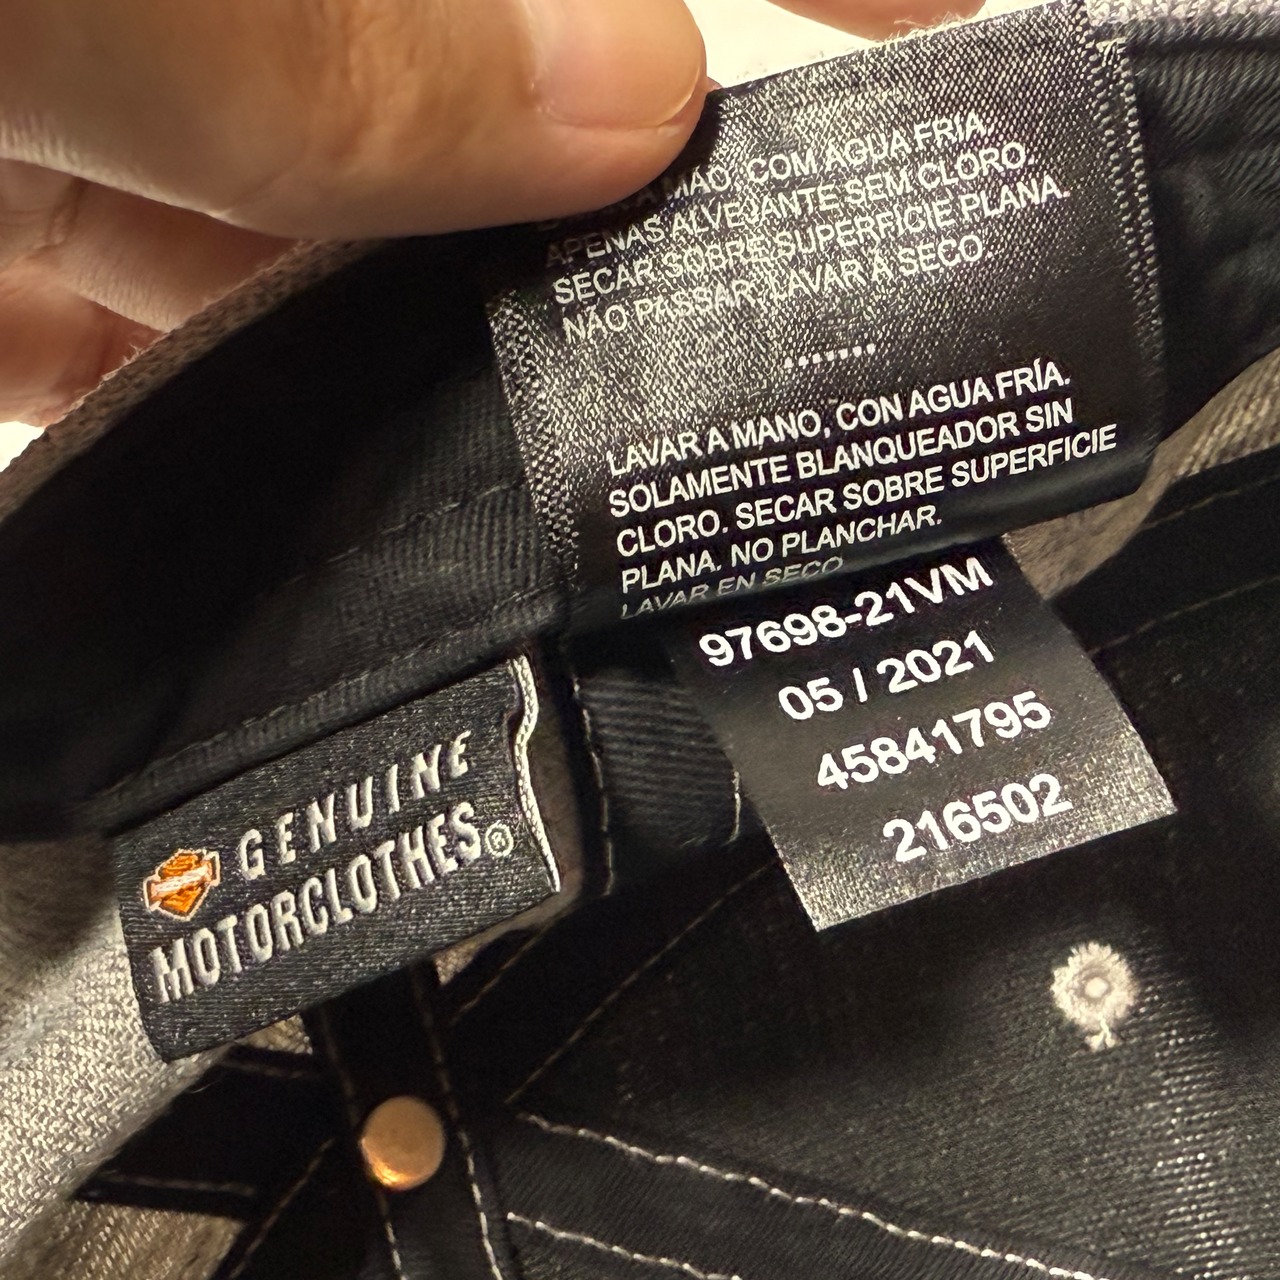 A MÃO, COM AGUA FRIA.
APENAS ALVEJANTE SEM CLORO.
SECAR SOBRE SUPERFICIE PLANA.
NÃO PASSAR, LAVAR A SECO
.......
LAVAR A MANO, CON AGUA FRÍA.
SOLAMENTE BLANQUEADOR SIN
CLORO. SECAR SOBRE SUPERFICIE
PLANA. NO PLANCHAR.
LAVAR EN SECO
97698-21VM
05 / 2021
45841795
216502
GENUINE
MOTORCLOTHES®